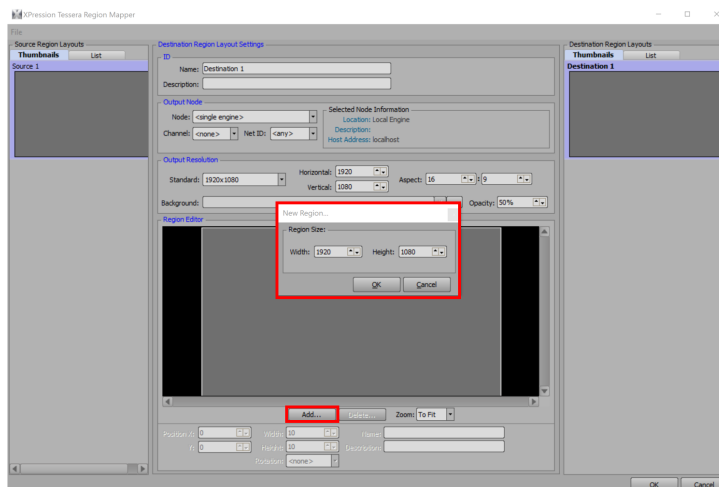 XPression Tessera Region Mapper
File
Source Region Layouts
Thumbnails List
Source 1
Destination Region Layout Settings
ID
Name: Destination 1
Description:
Output Node
Node: <single engine>
Channel: <none> Net ID: <any>
Selected Node Information
Location: Local Engine
Description:
Host Address: localhost
Output Resolution
Standard: 1920x1080
Horizontal: 1920
Vertical: 1080
Aspect: 16 : 9
Background:
Opacity: 50%
Region Editor
New Region...
Region Size:
Width: 1920 Height: 1080
OK Cancel
Add... Delete... Zoom: To Fit
Position X: 0 Width: 10 Name:
Y: 0 Height: 10 Description:
Rotation: <none>
Destination Region Layouts
Thumbnails List
Destination 1
OK Cancel